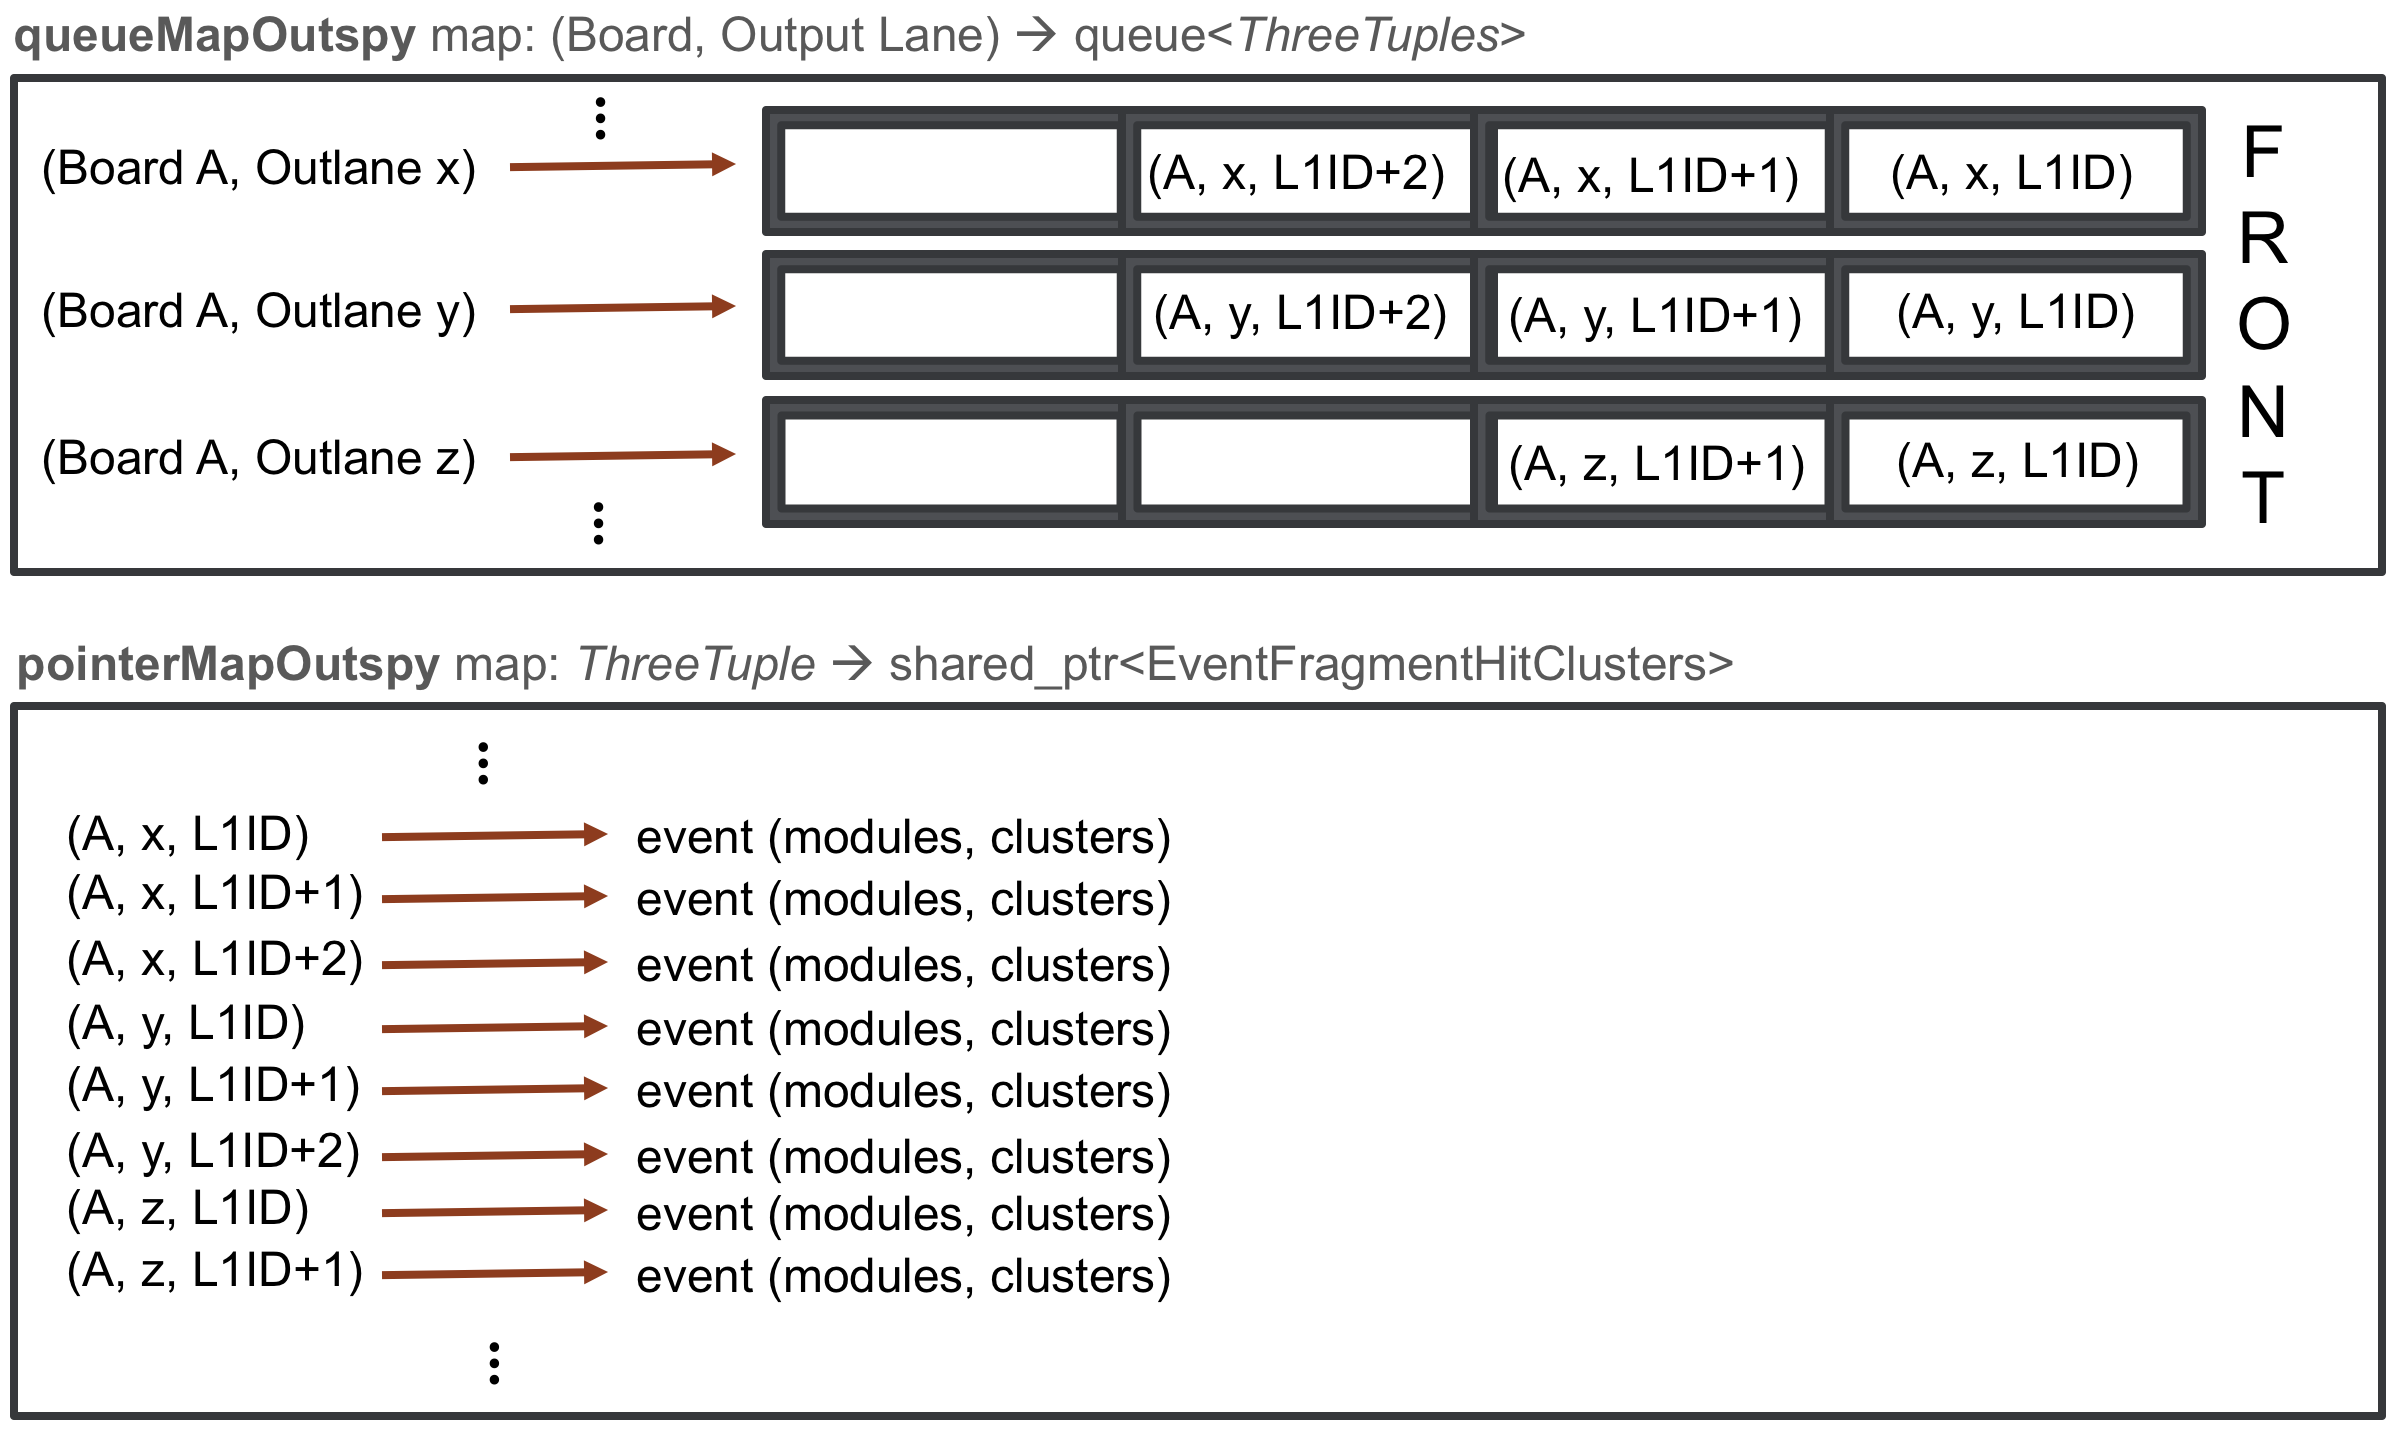 queueMapOutspy map: (Board, Output Lane) → queue<ThreeTuples>
(Board A, Outlane x) (A, x, L1ID+2) (A, x, L1ID+1) (A, x, L1ID)
(Board A, Outlane y) (A, y, L1ID+2) (A, y, L1ID+1) (A, y, L1ID)
(Board A, Outlane z) (A, z, L1ID+1) (A, z, L1ID)
F
R
O
N
T
pointerMapOutspy map: ThreeTuple → shared_ptr<EventFragmentHitClusters>
(A, x, L1ID) event (modules, clusters)
(A, x, L1ID+1) event (modules, clusters)
(A, x, L1ID+2) event (modules, clusters)
(A, y, L1ID) event (modules, clusters)
(A, y, L1ID+1) event (modules, clusters)
(A, y, L1ID+2) event (modules, clusters)
(A, z, L1ID) event (modules, clusters)
(A, z, L1ID+1) event (modules, clusters)